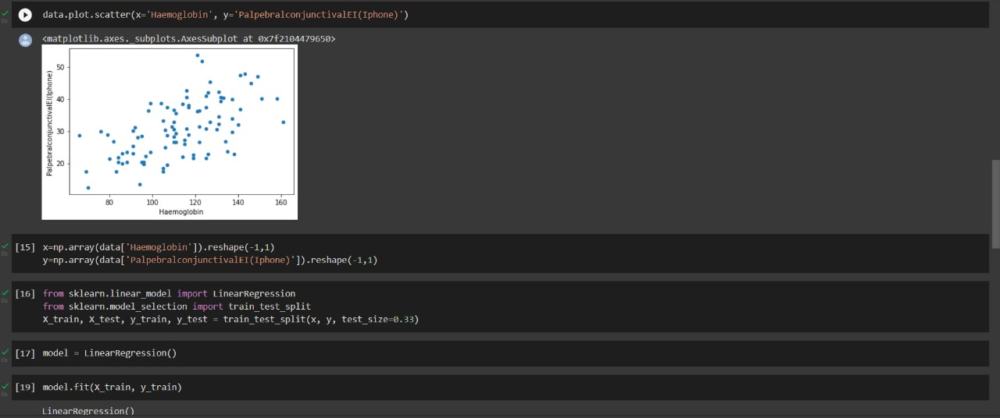 data.plot.scatter(x='Haemoglobin', y='PalpebralconjunctivalEI(Iphone)')
<matplotlib.axes._subplots.AxesSubplot at 0x7f2104479650>
PalpebralconjunctivalEI(Iphone)
50
40
30
20
80 100 120 140 160
Haemoglobin
[15] x=np.array(data['Haemoglobin']).reshape(-1,1)
y=np.array(data['PalpebralconjunctivalEI(Iphone)']).reshape(-1,1)
[16] from sklearn.linear_model import LinearRegression
from sklearn.model_selection import train_test_split
X_train, X_test, y_train, y_test = train_test_split(x, y, test_size=0.33)
[17] model = LinearRegression()
[19] model.fit(X_train, y_train)
LinearRegression()